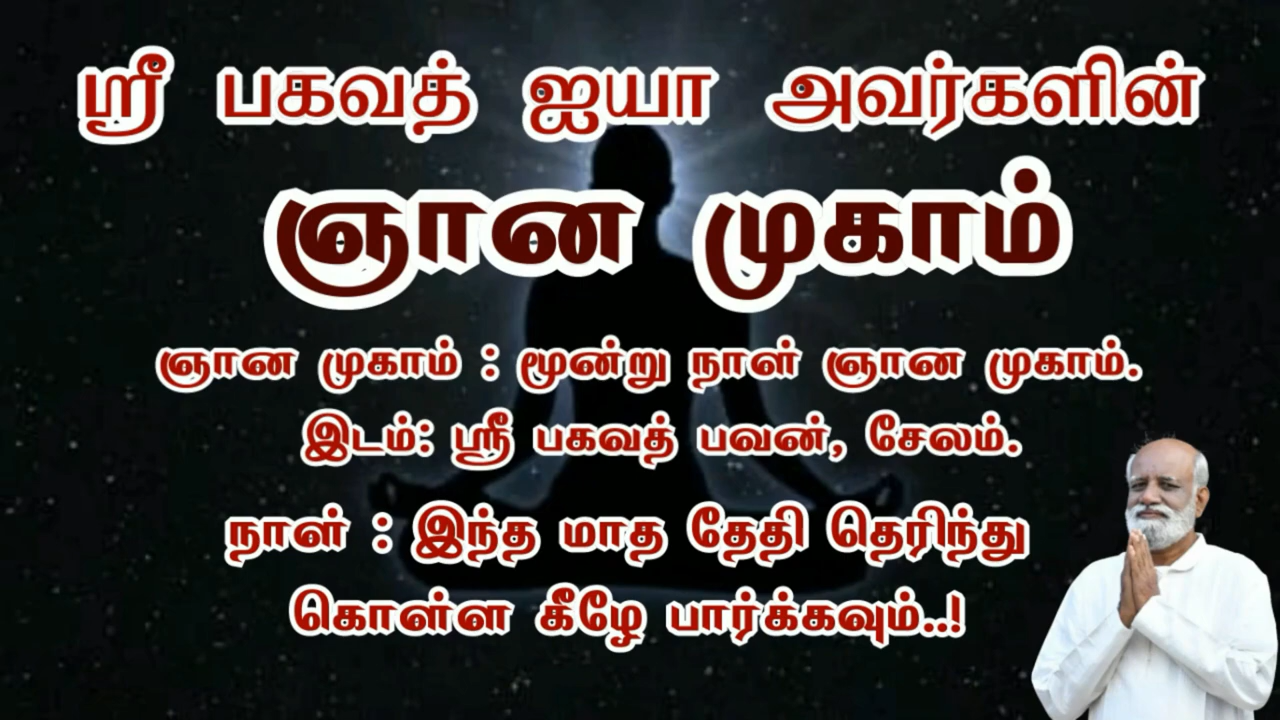 ஸ்ரீ பகவத் ஐயா அவர்களின்
ஞான முகாம்
ஞான முகாம் : மூன்று நாள் ஞான முகாம்.
இடம்: ஸ்ரீ பகவத் பவன், சேலம்.
நாள் : இந்த மாத தேதி தெரிந்து
கொள்ள கீழே பார்க்கவும்..!